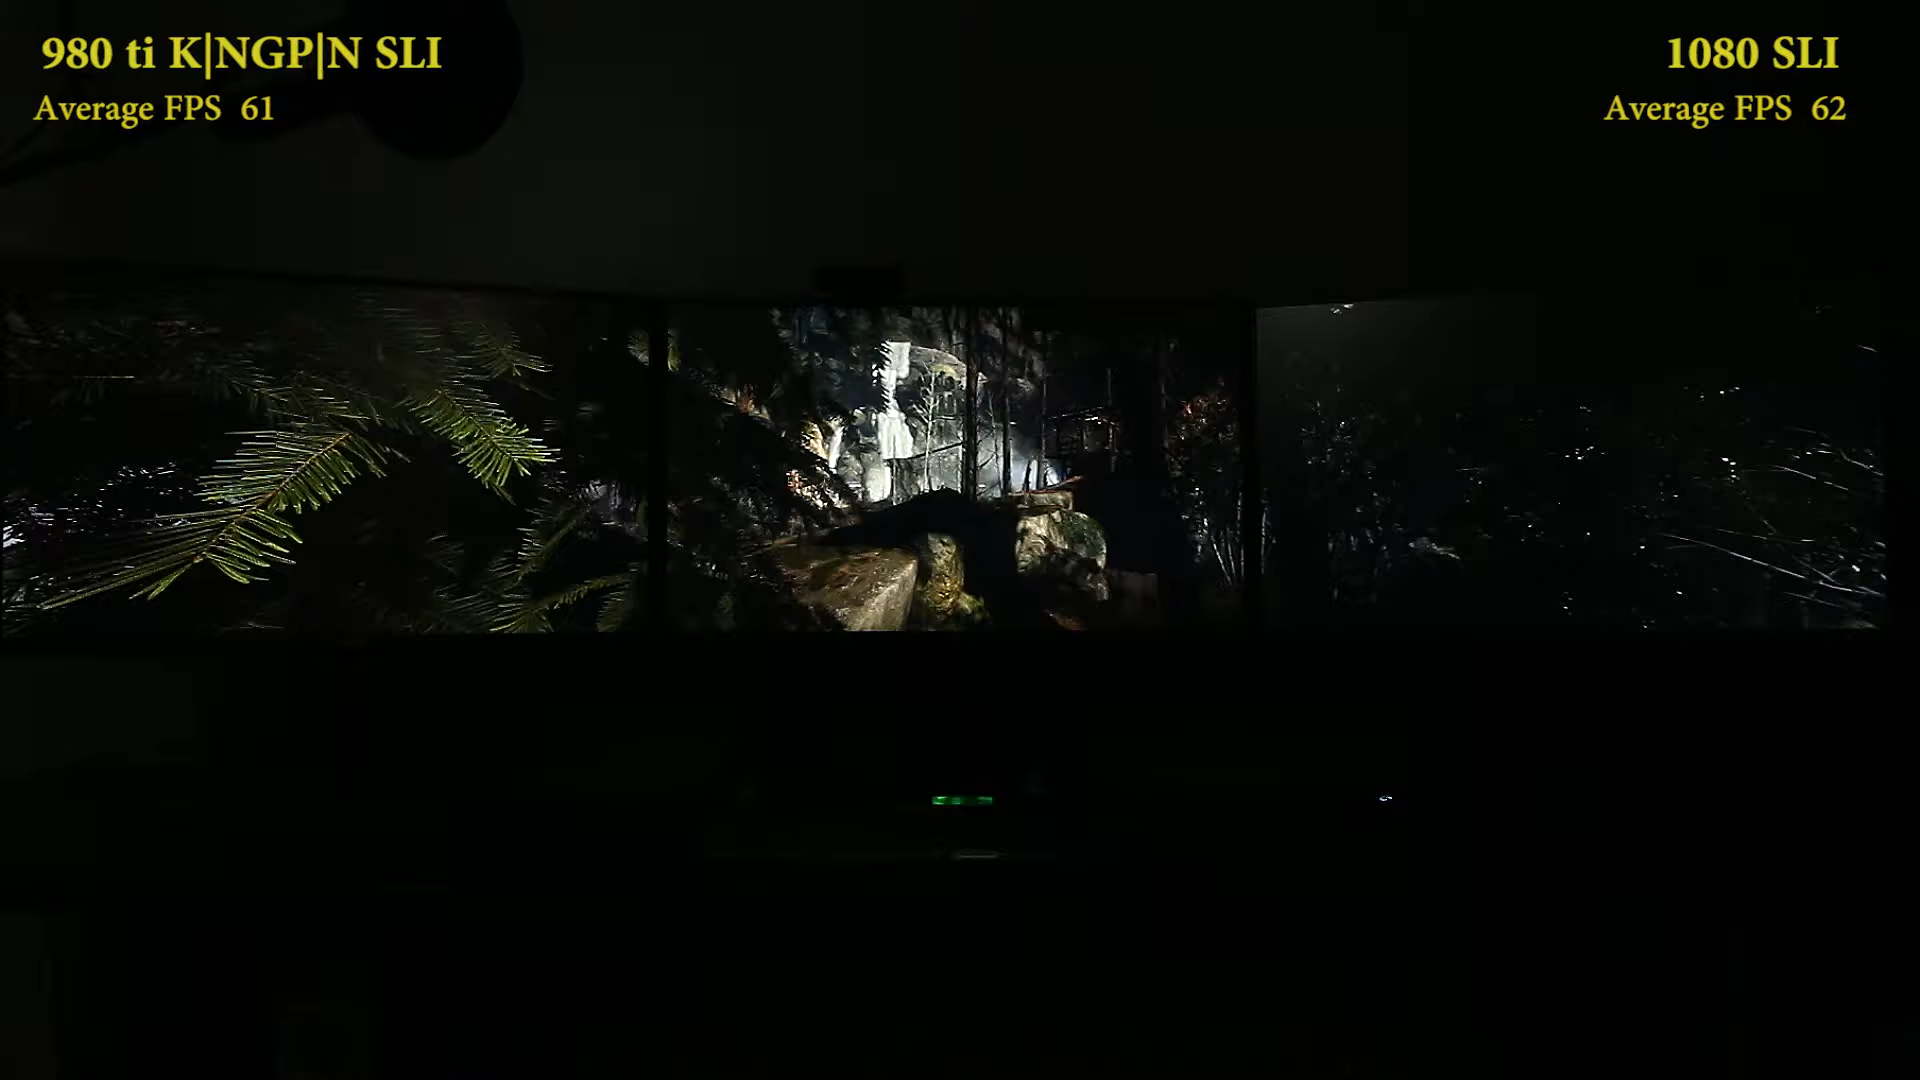 980 ti K|NGP|N SLI
Average FPS 61
1080 SLI
Average FPS 62